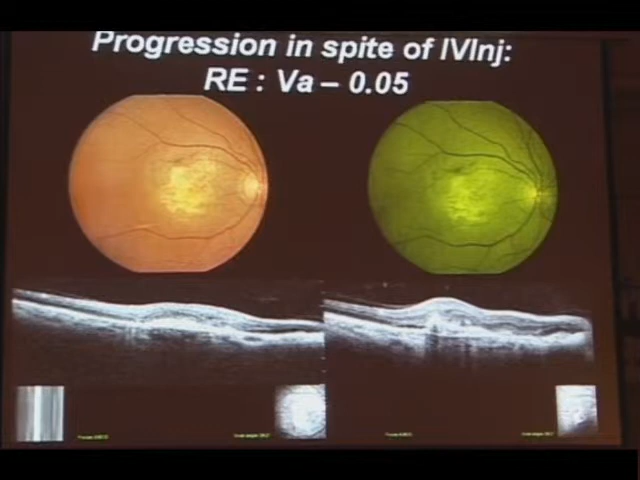 Progression in spite of IVInj:
RE : Va – 0.05